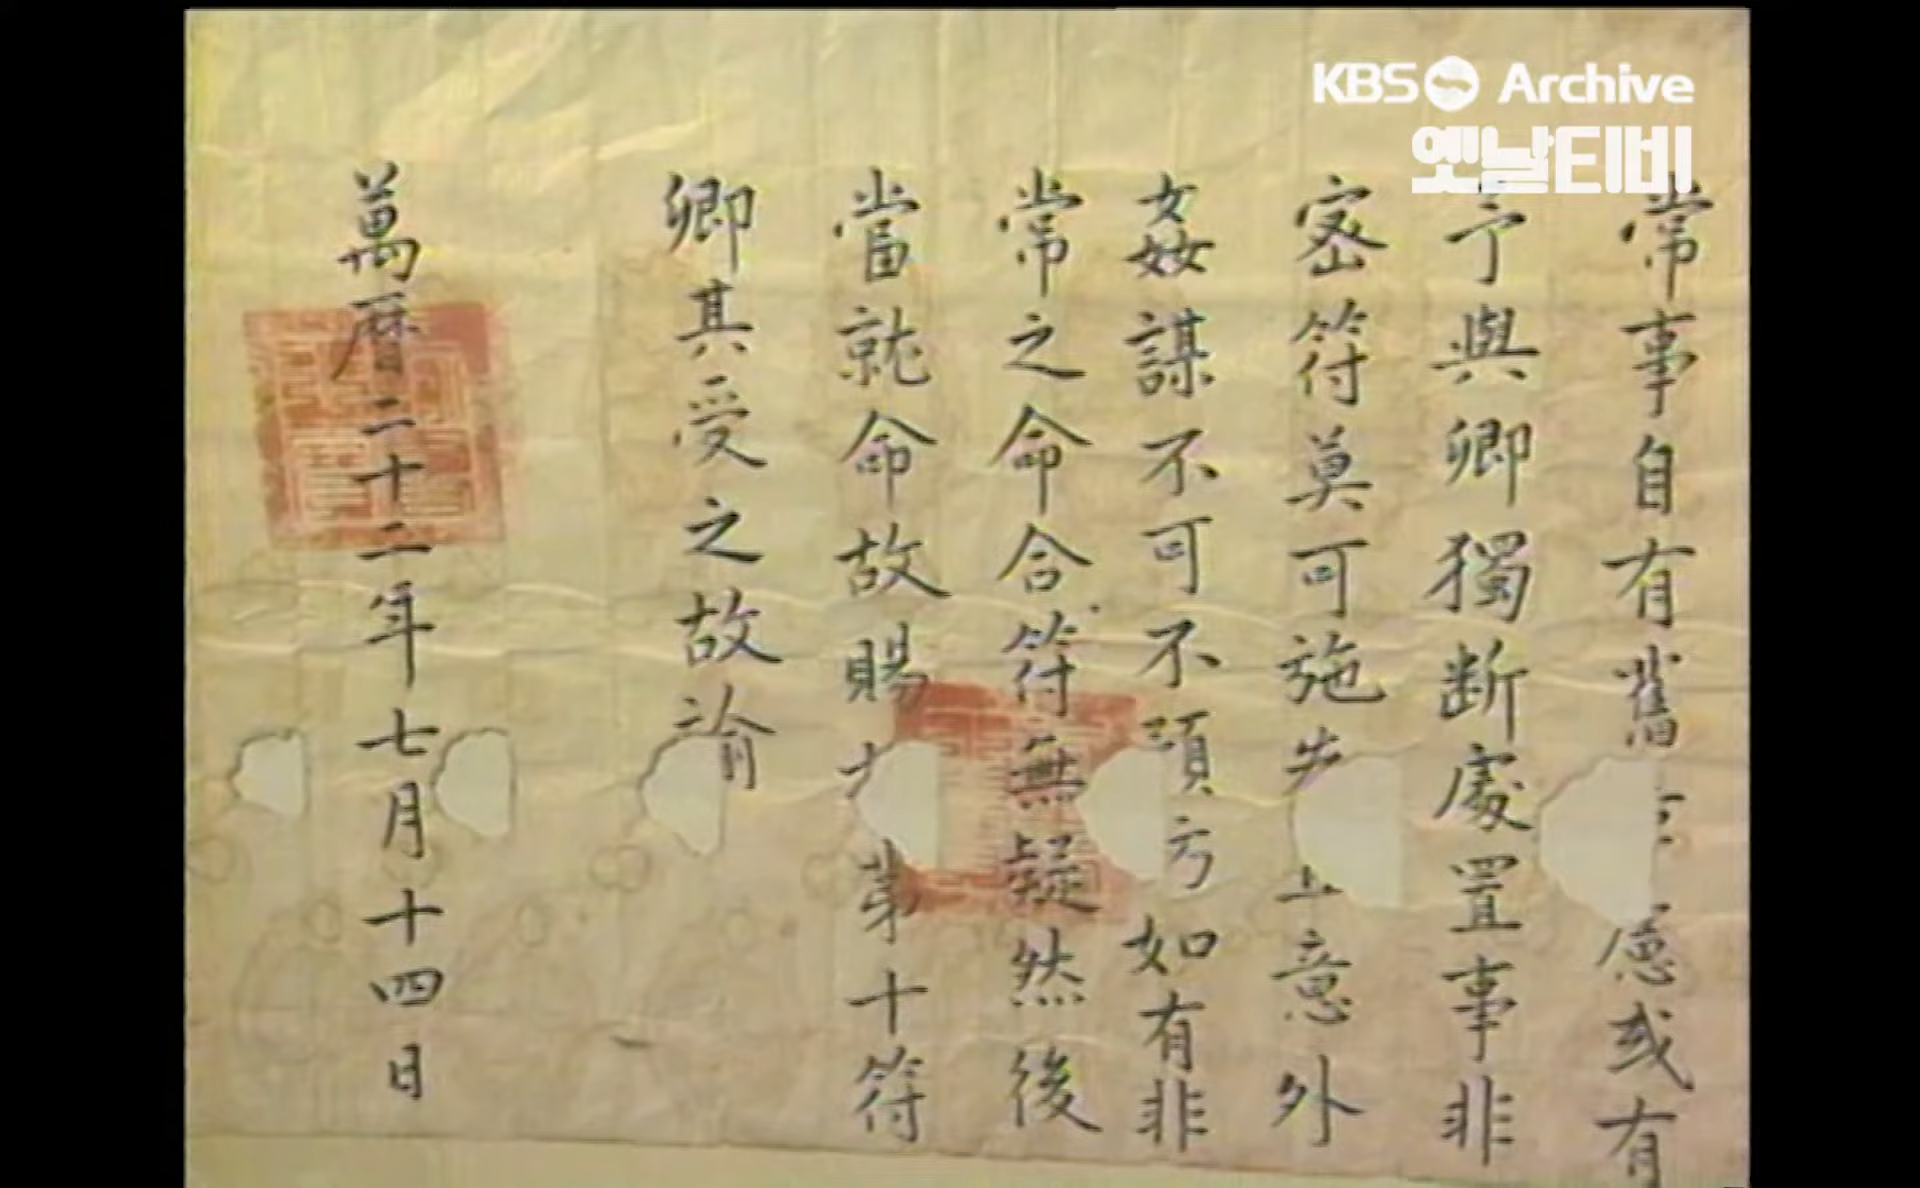 KBS Archive
옛날티비
常事自有舊慮或有
予與卿獨斷處置事非
密符莫可施意外
姦謀不可不預如有非
常之命合符無疑然後
當就命故賜第十符
卿其受之故諭
萬曆二十二年七月十四日